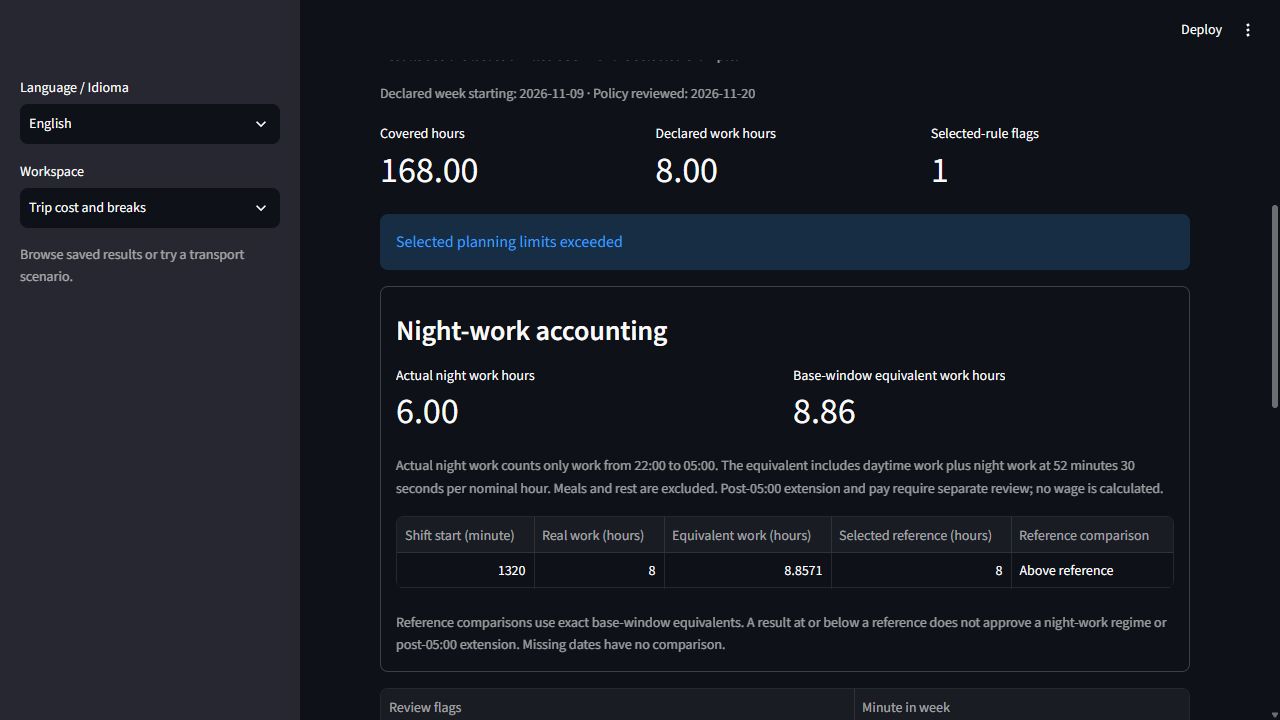 Deploy
Language / Idioma
English
Workspace
Trip cost and breaks
Browse saved results or try a transport
scenario.
Declared week starting: 2026-11-09 · Policy reviewed: 2026-11-20
Covered hours
168.00
Declared work hours
8.00
Selected-rule flags
1
Selected planning limits exceeded
Night-work accounting
Actual night work hours
6.00
Base-window equivalent work hours
8.86
Actual night work counts only work from 22:00 to 05:00. The equivalent includes daytime work plus night work at 52 minutes 30
seconds per nominal hour. Meals and rest are excluded. Post-05:00 extension and pay require separate review; no wage is calculated.
Shift start (minute) Real work (hours) Equivalent work (hours) Selected reference (hours) Reference comparison
1320 8 8.8571 8 Above reference
Reference comparisons use exact base-window equivalents. A result at or below a reference does not approve a night-work regime or
post-05:00 extension. Missing dates have no comparison.
Review flags Minute in week